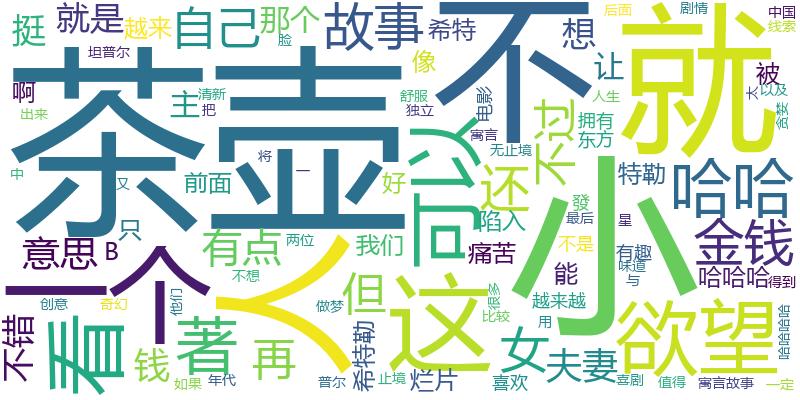 茶壶
不
就
小
人
这
一个
可以
看
著
欲望
哈哈
金钱
故事
自己
那个
希特
想
像
让
被
挺
就是
越来
坦普尔
脸
啊
出来
主
清新
把
舒服
独立
电影
寓言
人生
后面
剧情
中国
线索
太
以及
贪婪
拥有
东方
无止境
不过
还
特勒
發
最后
星
不是
有趣
味道
与
哈哈哈
得到
哈哈哈哈
陷入
痛苦
能
很多
越来越
比较
用
好
前面
将
一
又
中
只
意思
B
有点
两位
我们
不想
但
做梦
他们
奇幻
创意
不错
钱
如果
年代
再
普尔
希特勒
止境
烂片
女
夫妻
喜欢
喜剧
值得
寓言故事
一定